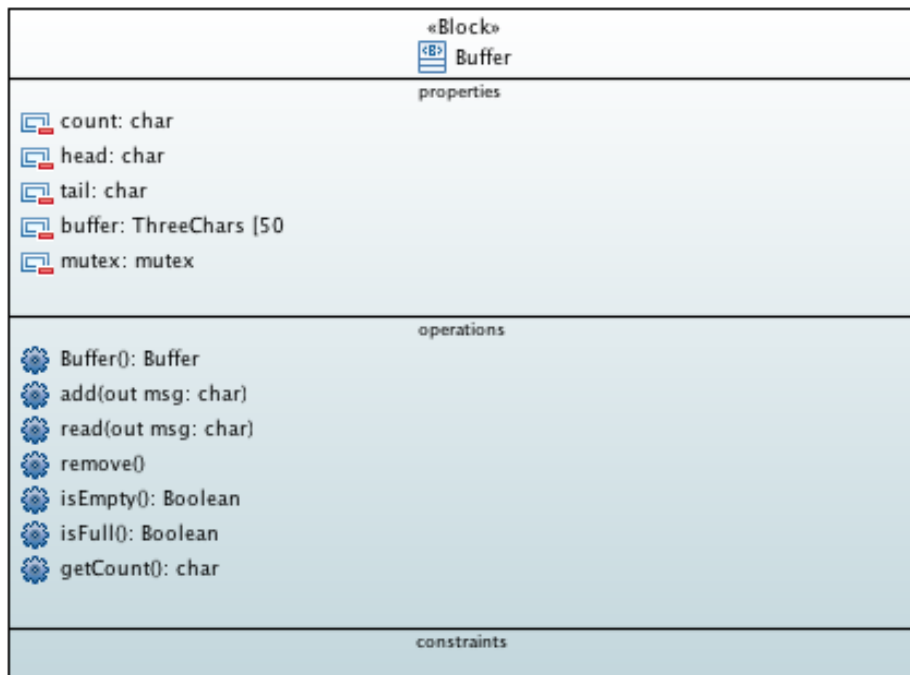 «Block»
<B> Buffer
properties
count: char
head: char
tail: char
buffer: ThreeChars [50
mutex: mutex
operations
Buffer(): Buffer
add(out msg: char)
read(out msg: char)
remove()
isEmpty(): Boolean
isFull(): Boolean
getCount(): char
constraints